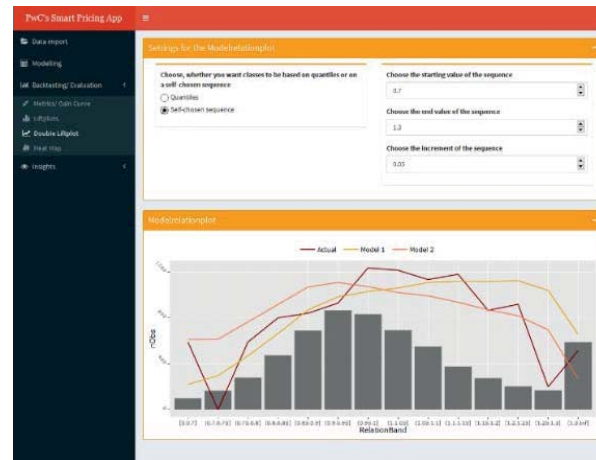 PwC's Smart Pricing App
Data import
Modelling
Backtesting/ Evaluation
Metrics/ Gain Curve
Liftplots
Double Liftplot
Heat Map
Insights
Settings for the Modelrelationplot
Choose, whether you want classes to be based on quantiles or on
a self-chosen sequence
Quantiles
Self-chosen sequence
Choose the starting value of the sequence
0.7
Choose the end value of the sequence
1.3
Choose the increment of the sequence
0.05
Modelrelationplot
Actual Model 1 Model 2
nObs
0
RelationBand